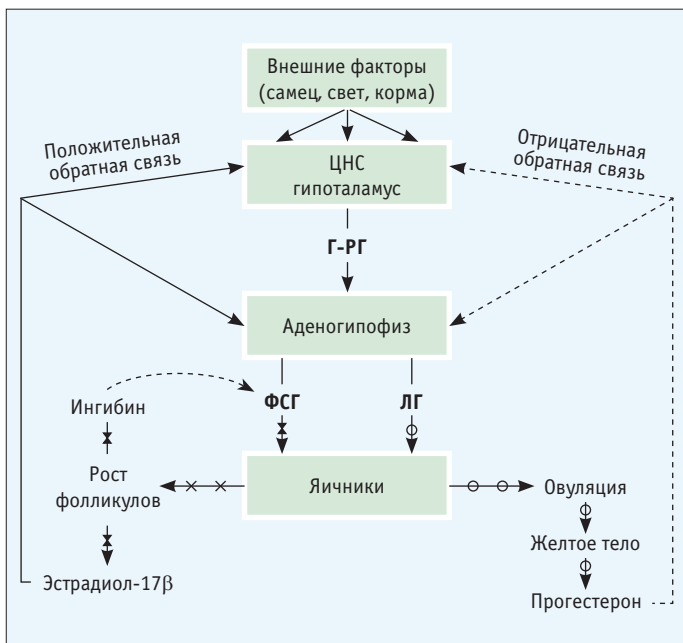 Внешние факторы
(самец, свет, корма)
Положительная
обратная связь
Отрицательная
обратная связь
ЦНС
гипоталамус
Г-РГ
Аденогипофиз
Ингибин
ФСГ
ЛГ
Рост
фолликулов
Яичники
Овуляция
Желтое тело
Эстрадиол-17β
Прогестерон